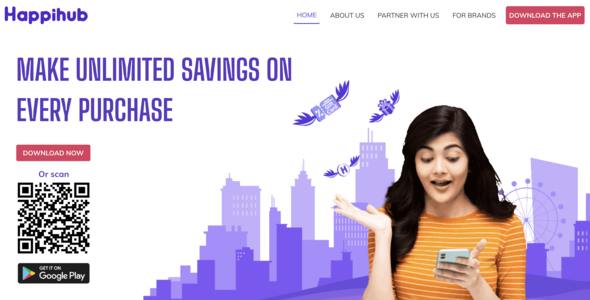 Happihub
HOME ABOUT US PARTNER WITH US FOR BRANDS DOWNLOAD THE APP
MAKE UNLIMITED SAVINGS ON
EVERY PURCHASE
DOWNLOAD NOW
Or scan
GET IT ON
Google Play
H